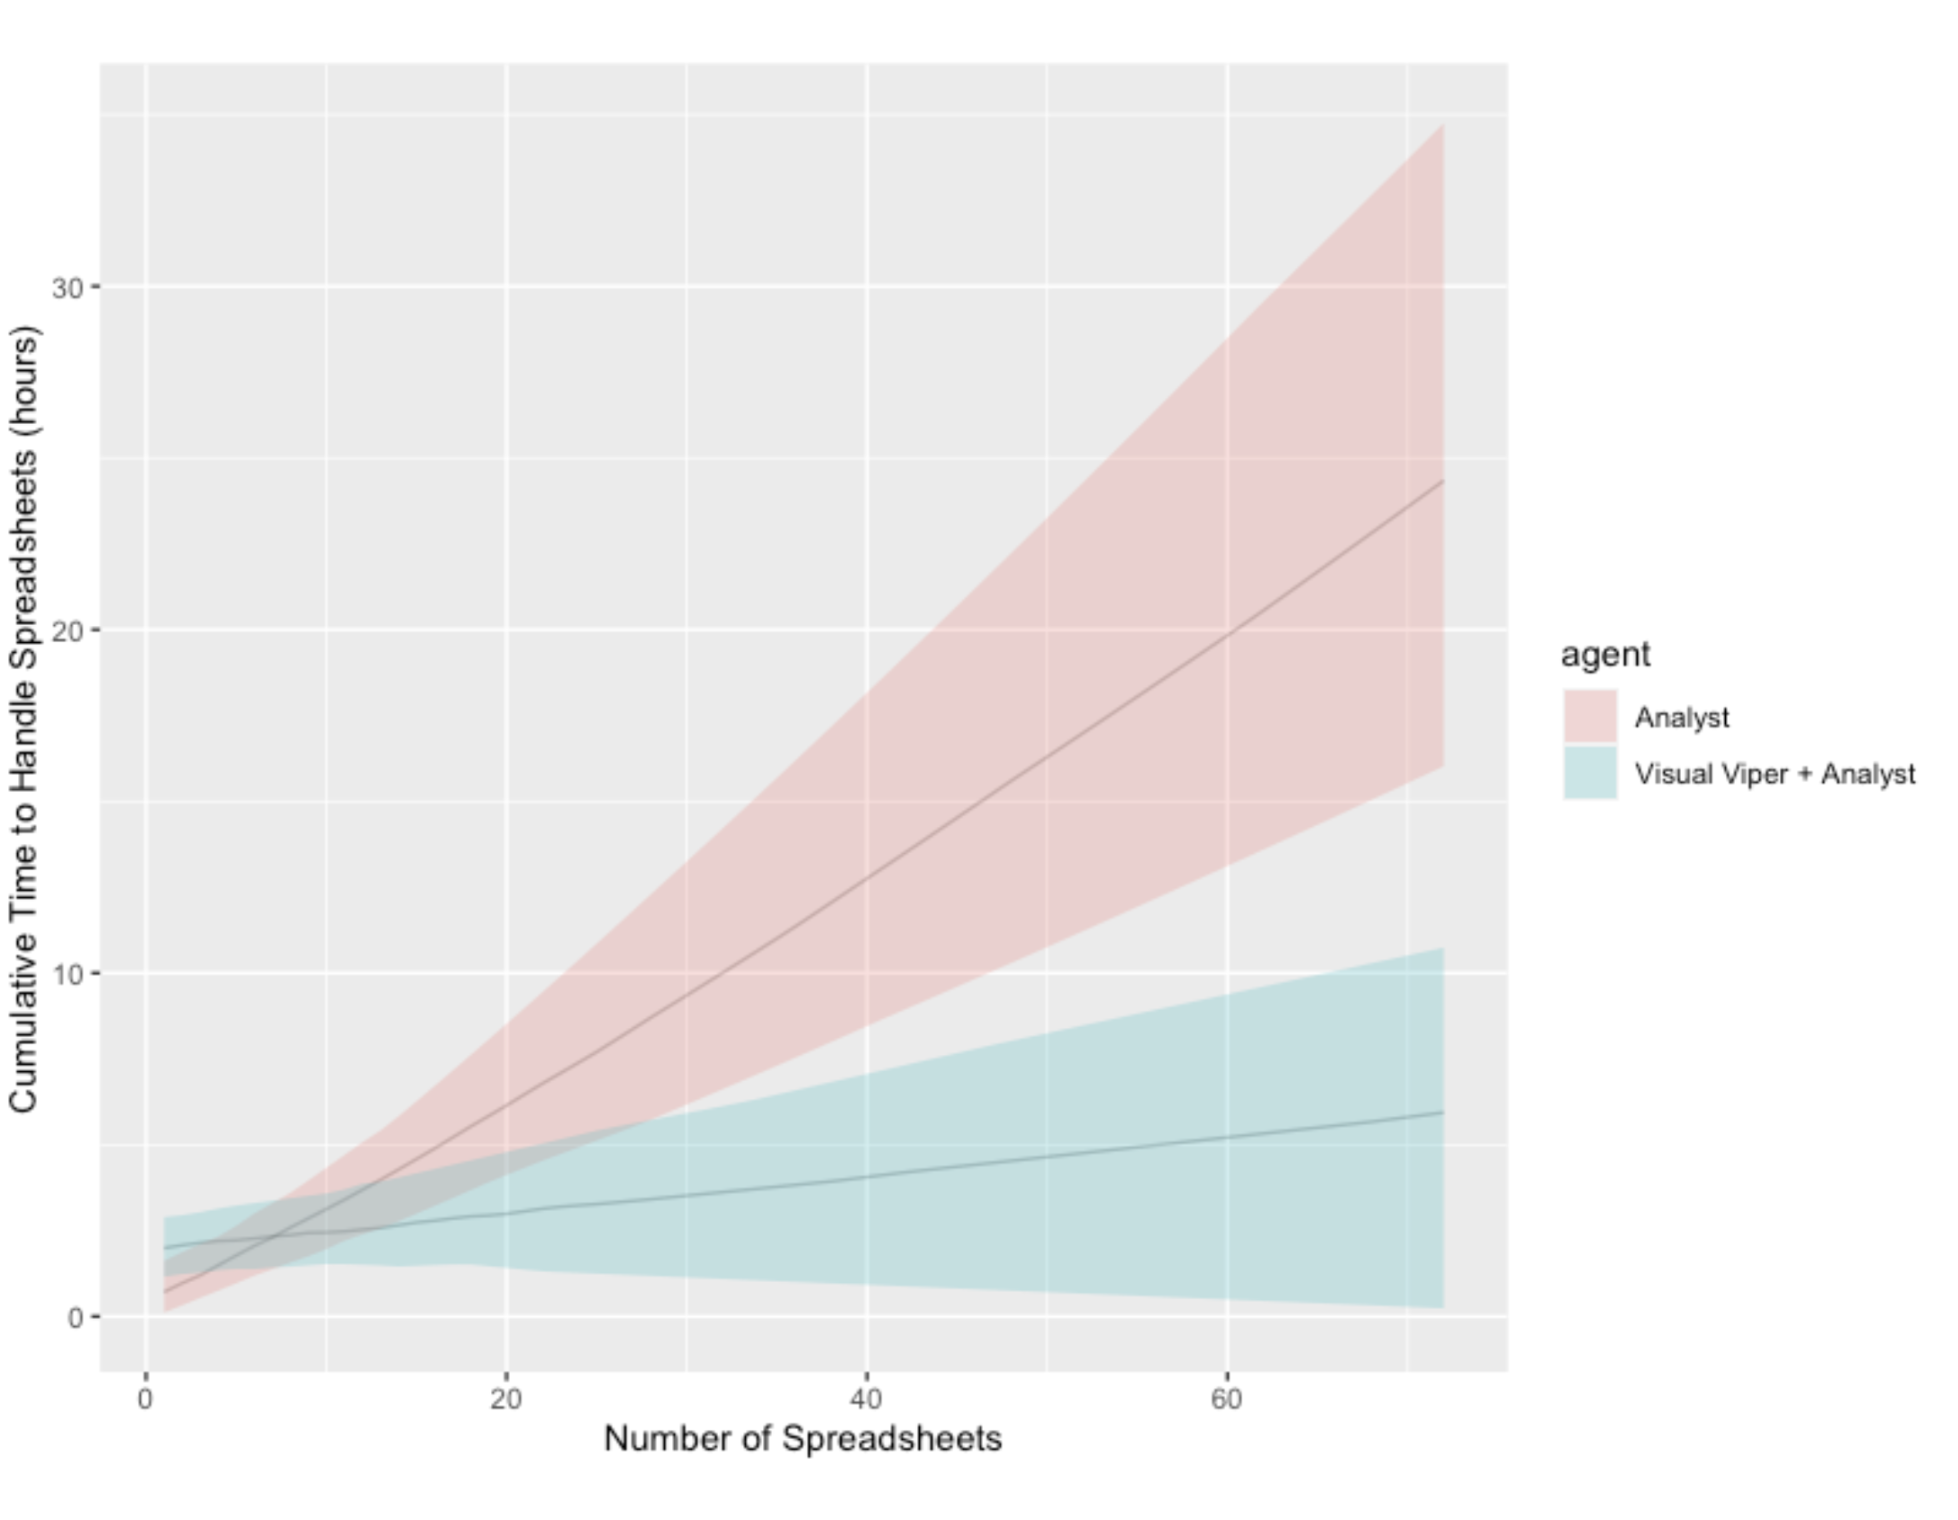 Cumulative Time to Handle Spreadsheets (hours)
30
20
10
0
0 20 40 60
Number of Spreadsheets
agent
Analyst
Visual Viper + Analyst